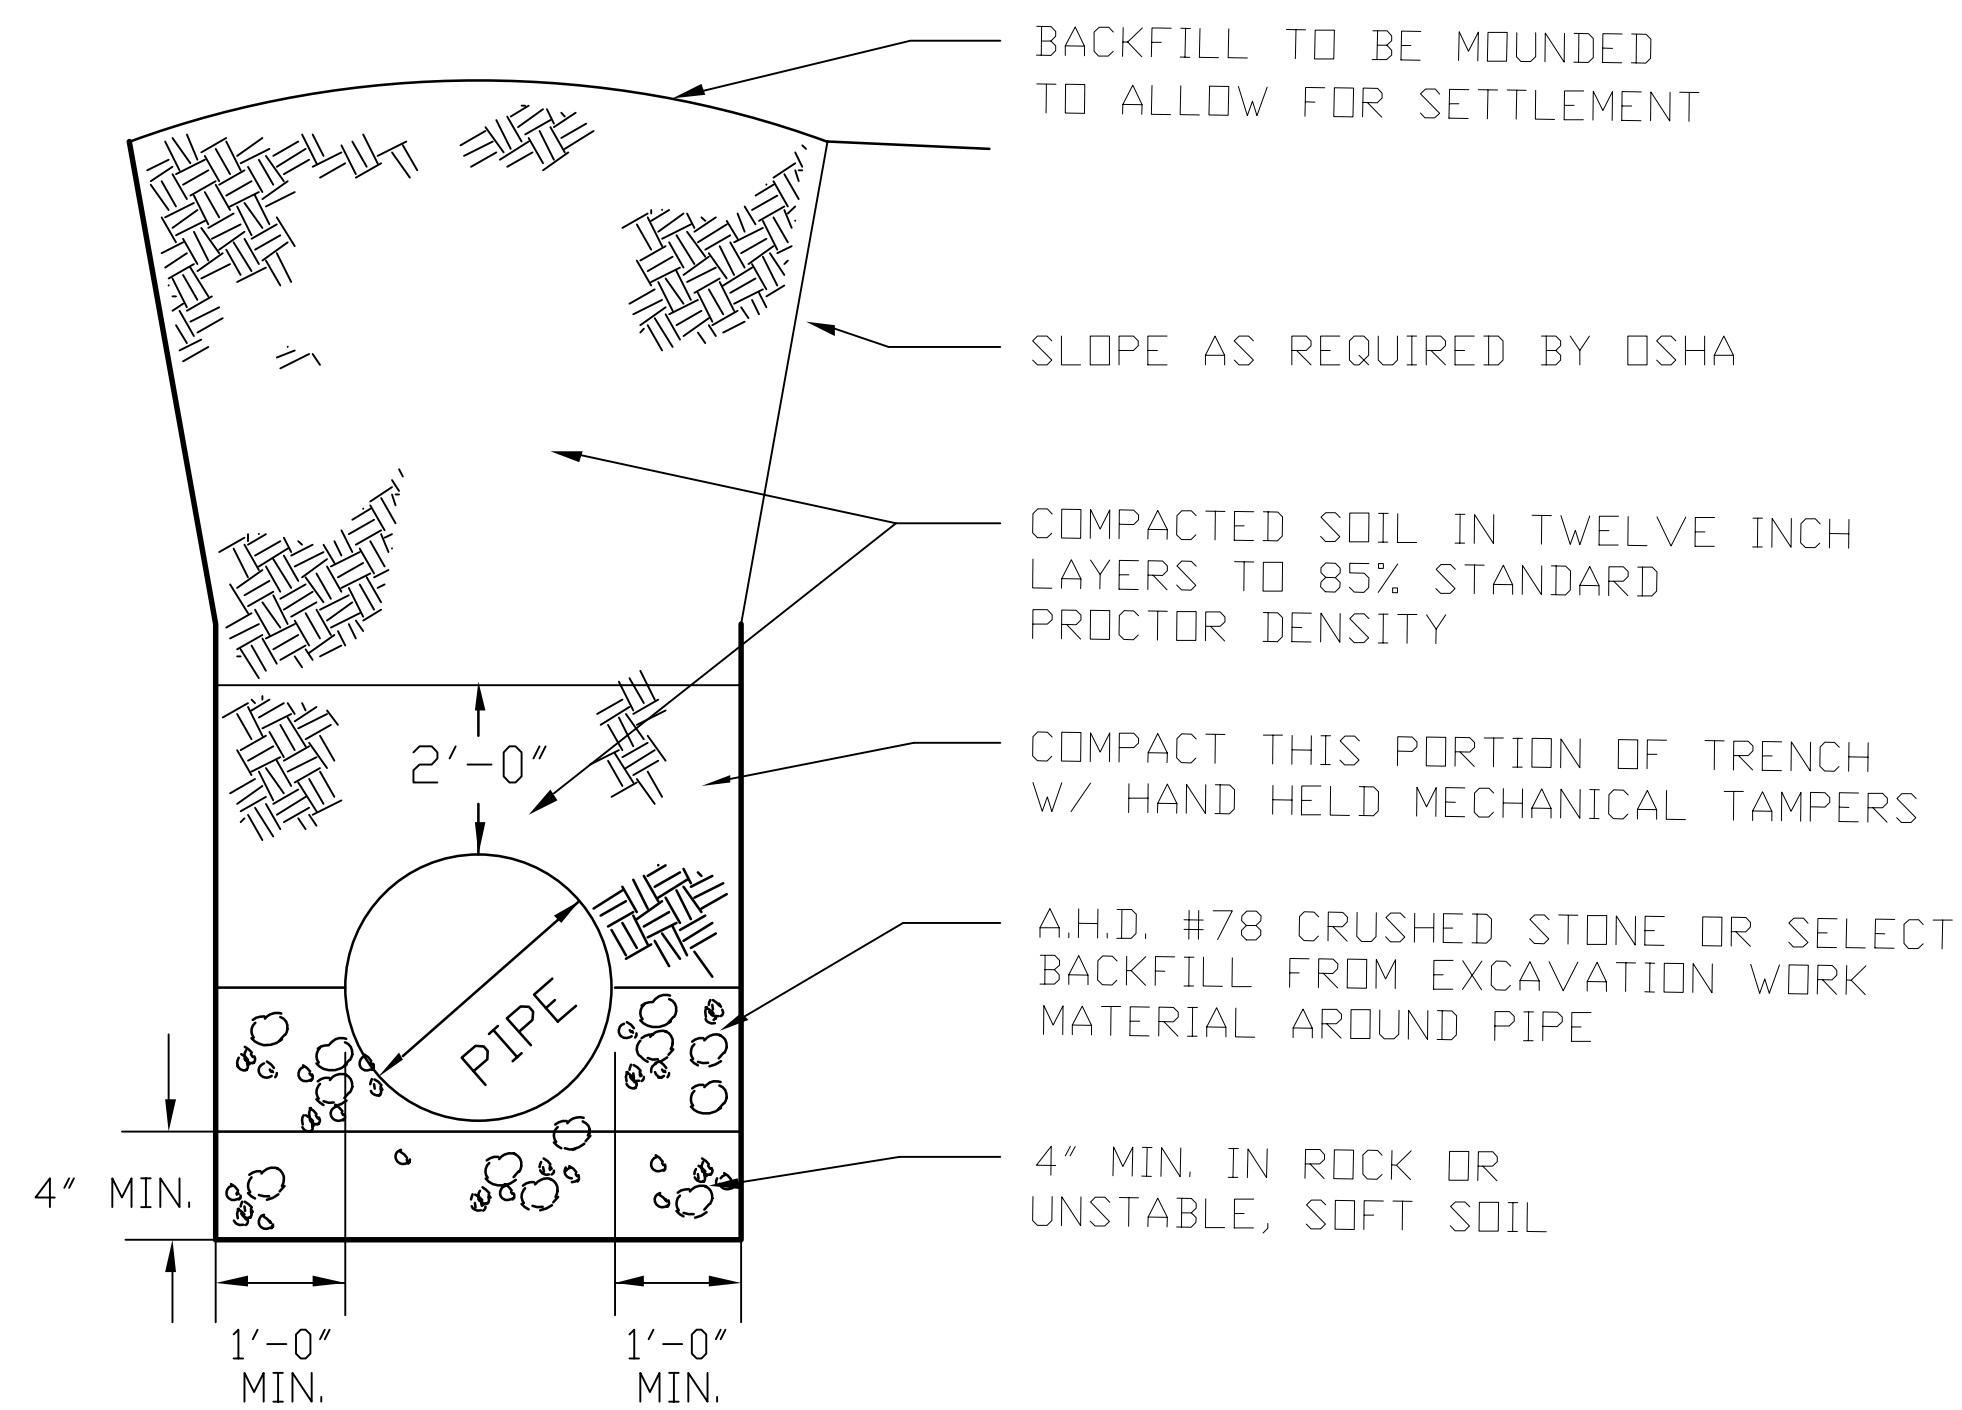 BACKFILL TO BE MOUNDED
TO ALLOW FOR SETTLEMENT
SLOPE AS REQUIRED BY OSHA
COMPACTED SOIL IN TWELVE INCH
LAYERS TO 85% STANDARD
PROCTOR DENSITY
2'-0"
COMPACT THIS PORTION OF TRENCH
W/ HAND HELD MECHANICAL TAMPERS
PIPE
A.H.D. #78 CRUSHED STONE OR SELECT
BACKFILL FROM EXCAVATION WORK
MATERIAL AROUND PIPE
4" MIN.
4" MIN. IN ROCK OR
UNSTABLE, SOFT SOIL
1'-0"
MIN.
1'-0"
MIN.